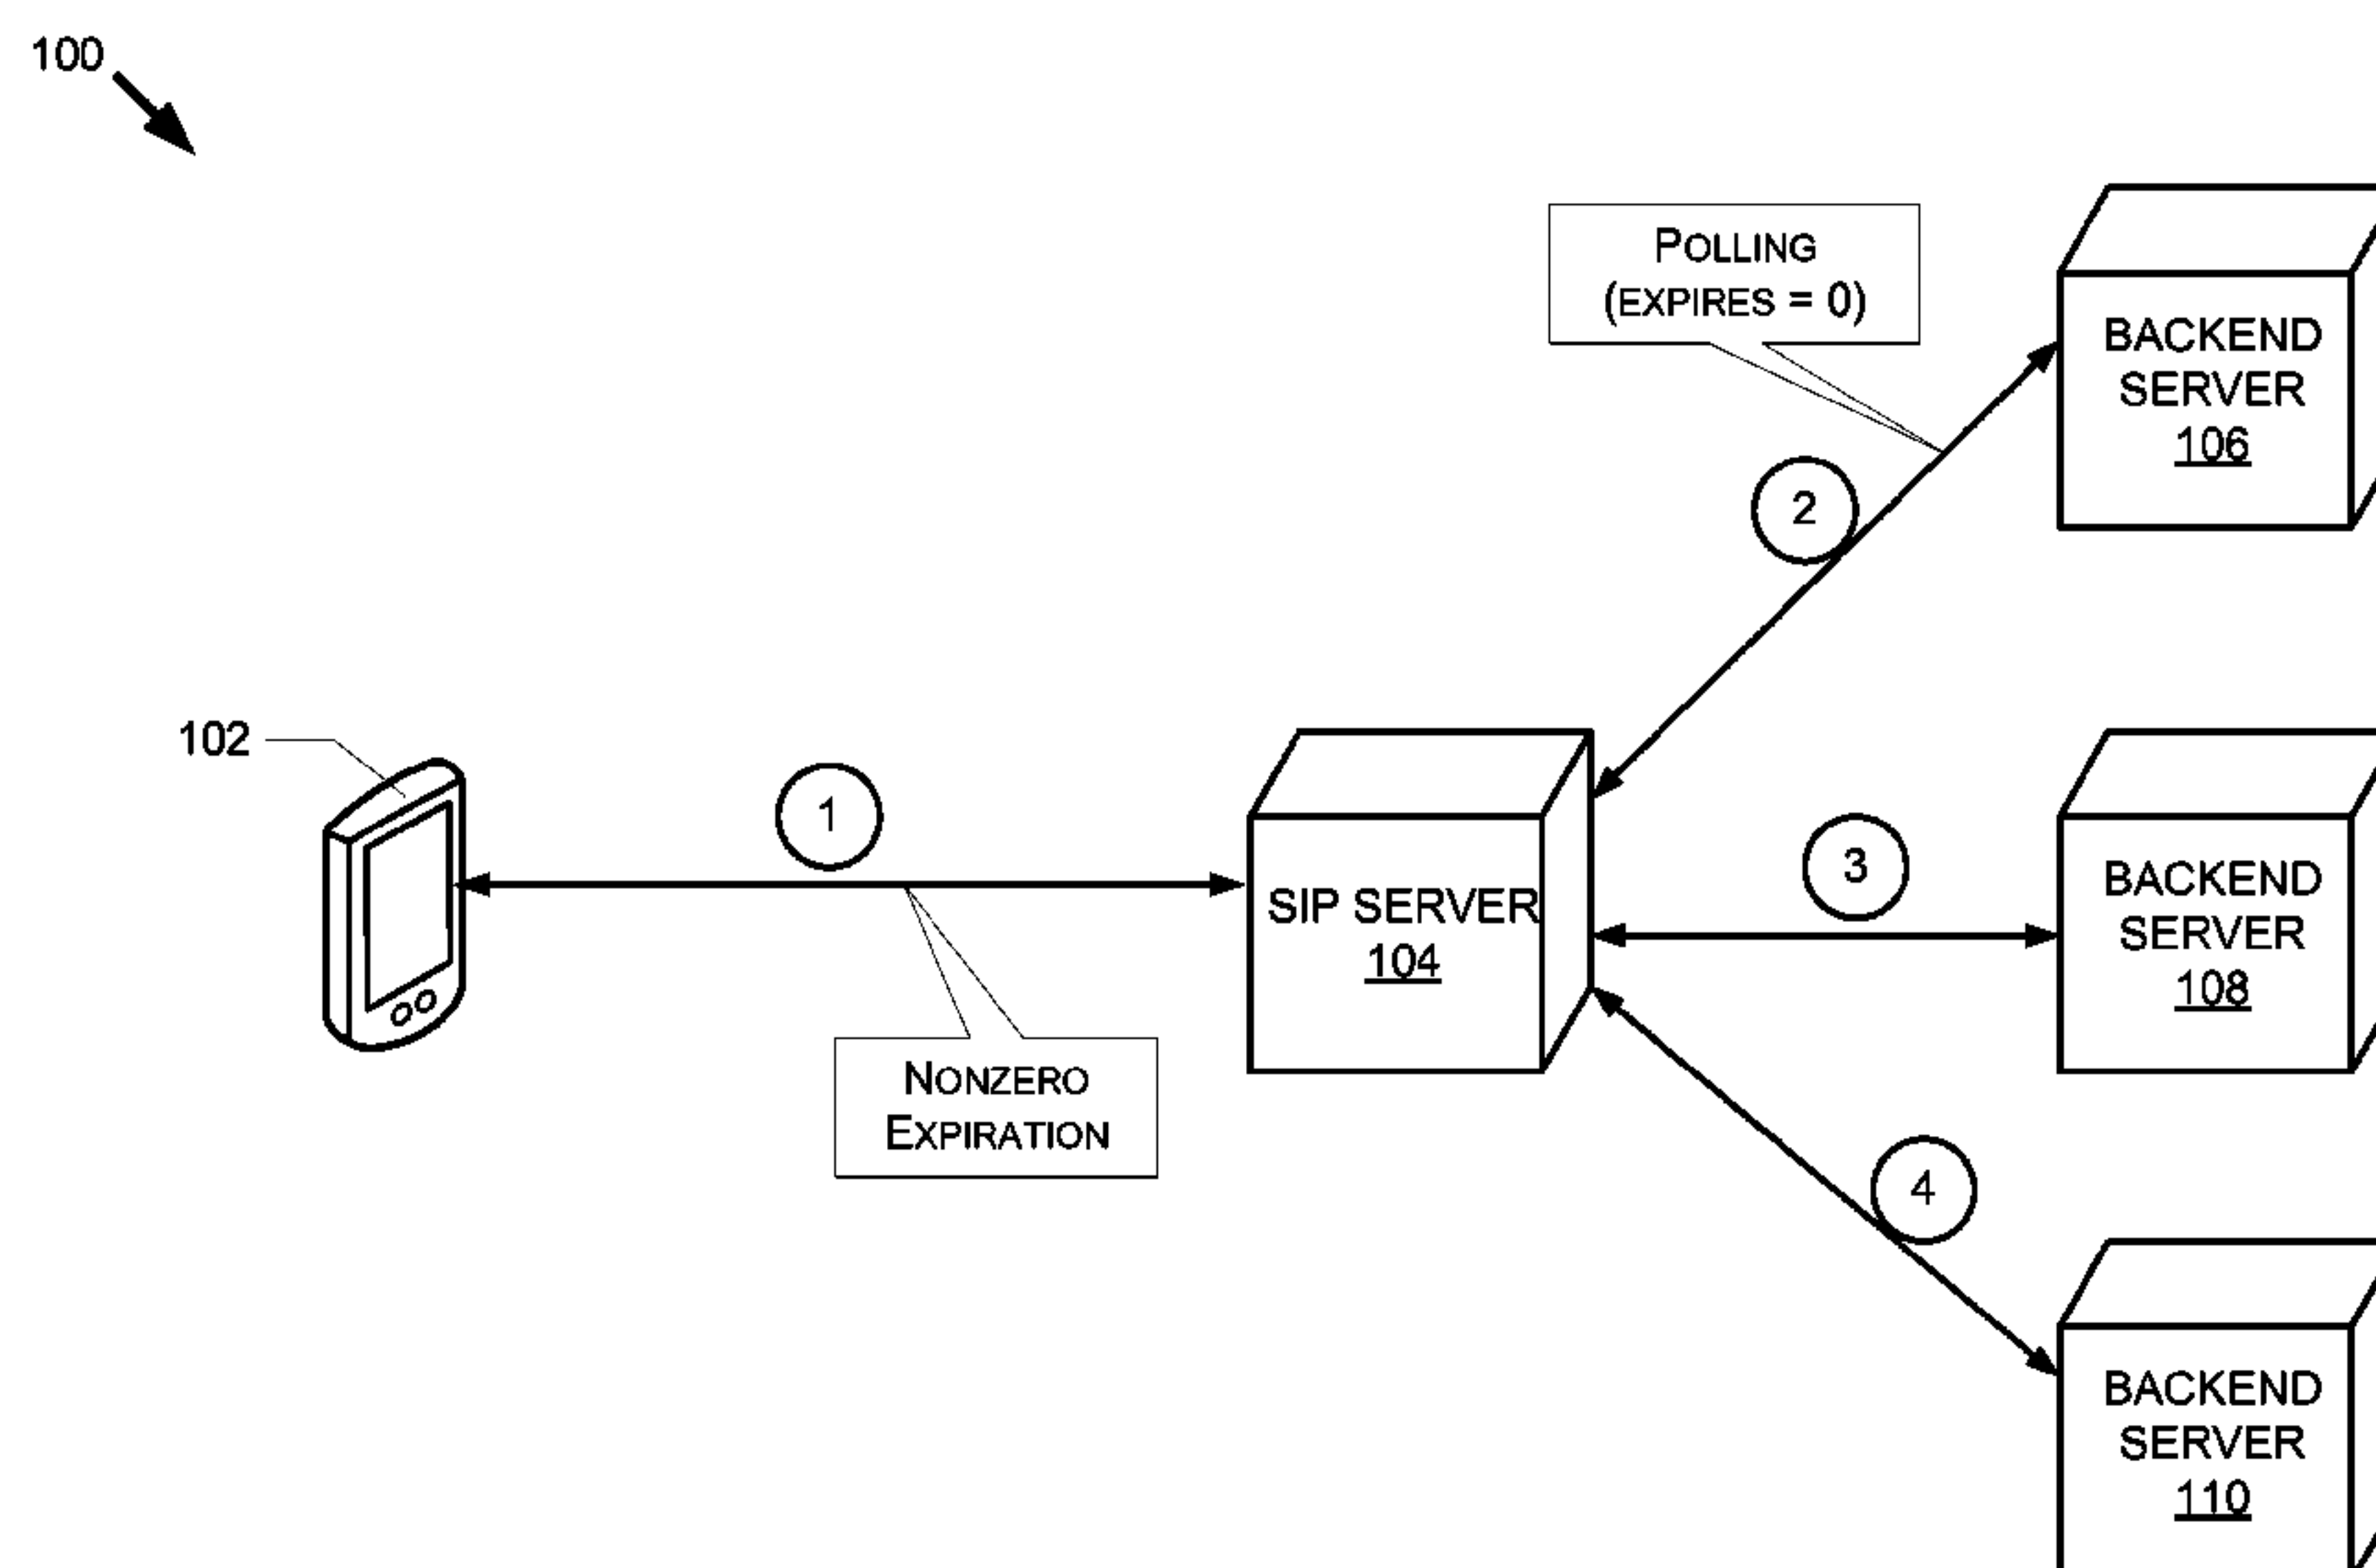 100
POLLING
(EXPIRES = 0)
BACKEND
SERVER
106
2
102
1
SIP SERVER
104
3
BACKEND
SERVER
108
NONZERO
EXPIRATION
4
BACKEND
SERVER
110